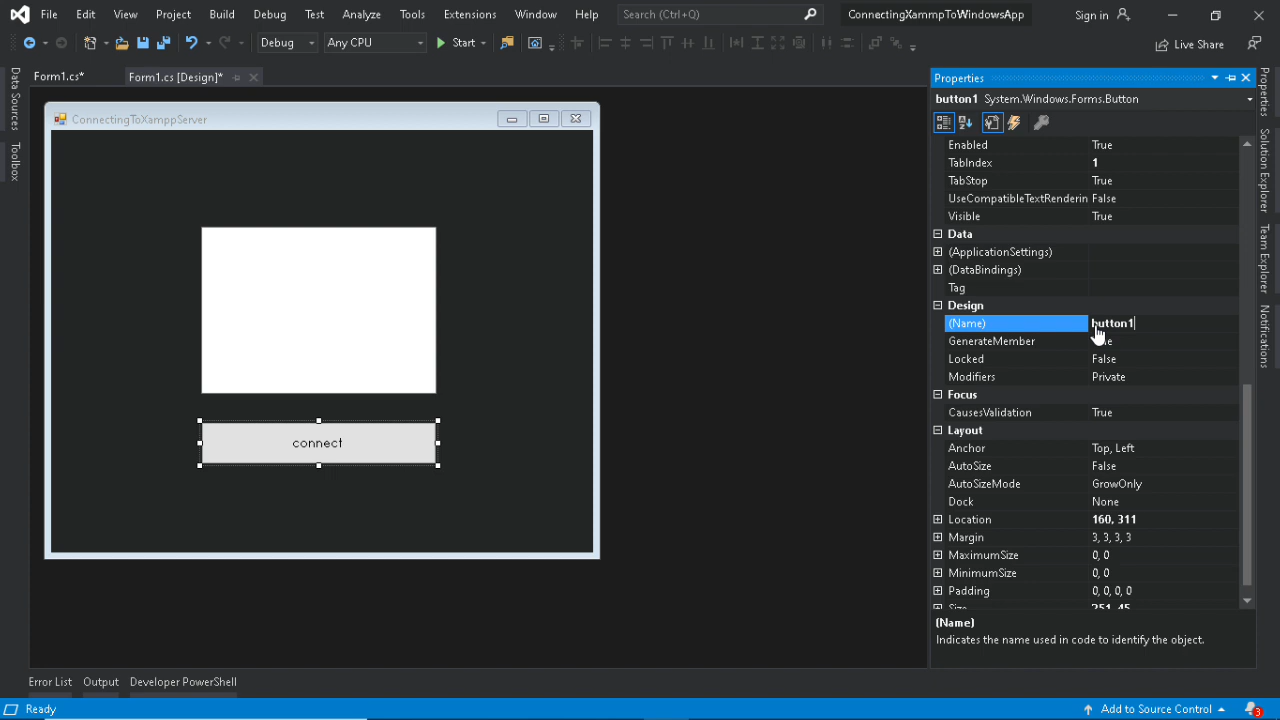 File Edit View Project Build Debug Test Analyze Tools Extensions Window Help Search (Ctrl+Q) ConnectingXammpToWindowsApp Sign in
Debug Any CPU Start Live Share
Form1.cs* Form1.cs [Design]*
Data Sources
Toolbox
ConnectingToXamppServer
connect
Properties
button1 System.Windows.Forms.Button
Enabled True
TabIndex 1
TabStop True
UseCompatibleTextRenderin False
Visible True
Data
(ApplicationSettings)
(DataBindings)
Tag
Design
(Name) button1
GenerateMember
Locked False
Modifiers Private
Focus
CausesValidation True
Layout
Anchor Top, Left
AutoSize False
AutoSizeMode GrowOnly
Dock None
Location 160, 311
Margin 3, 3, 3, 3
MaximumSize 0, 0
MinimumSize 0, 0
Padding 0, 0, 0, 0
Size 251, 45
(Name)
Indicates the name used in code to identify the object.
Properties
Solution Explorer
Team Explorer
Notifications
Error List Output Developer PowerShell
Ready Add to Source Control 3